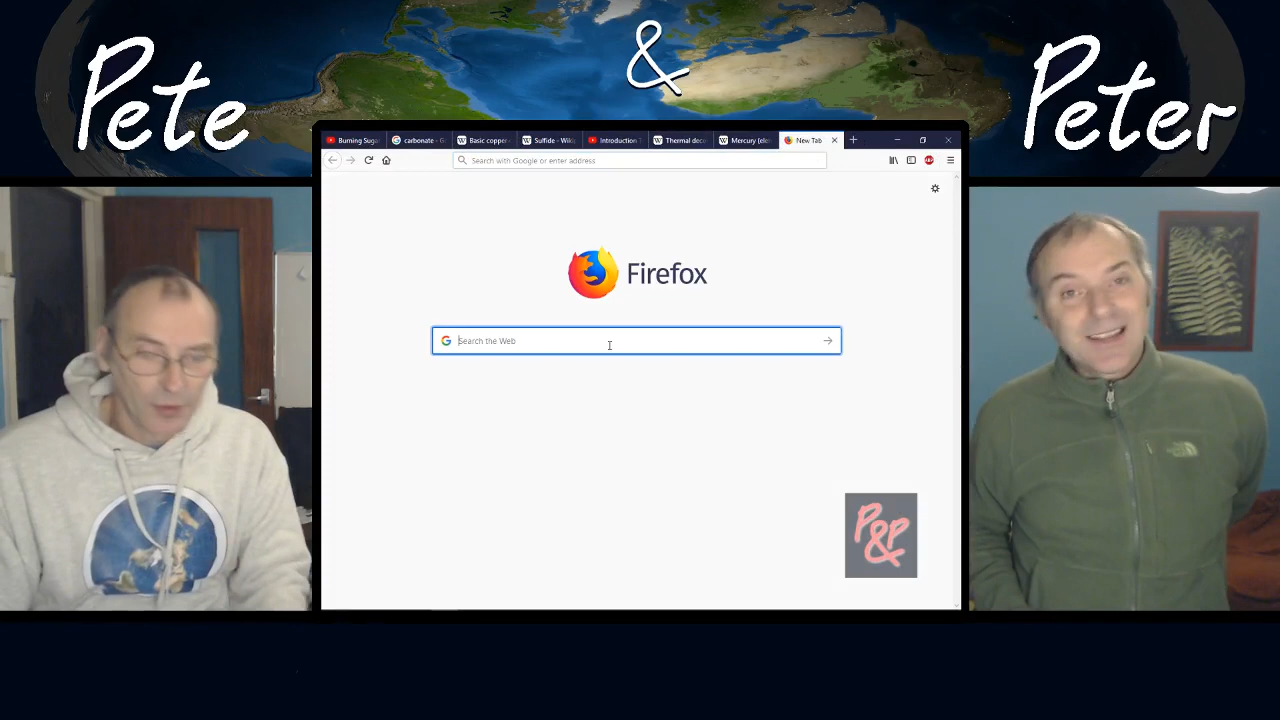 Pete
&
Peter
Burning Suga
carbonate - G
Basic copper
Sulfide - Wiki
Introduction T
Thermal deco
Mercury (elem
New Tab
Search with Google or enter address
Firefox
Search the Web
P&P